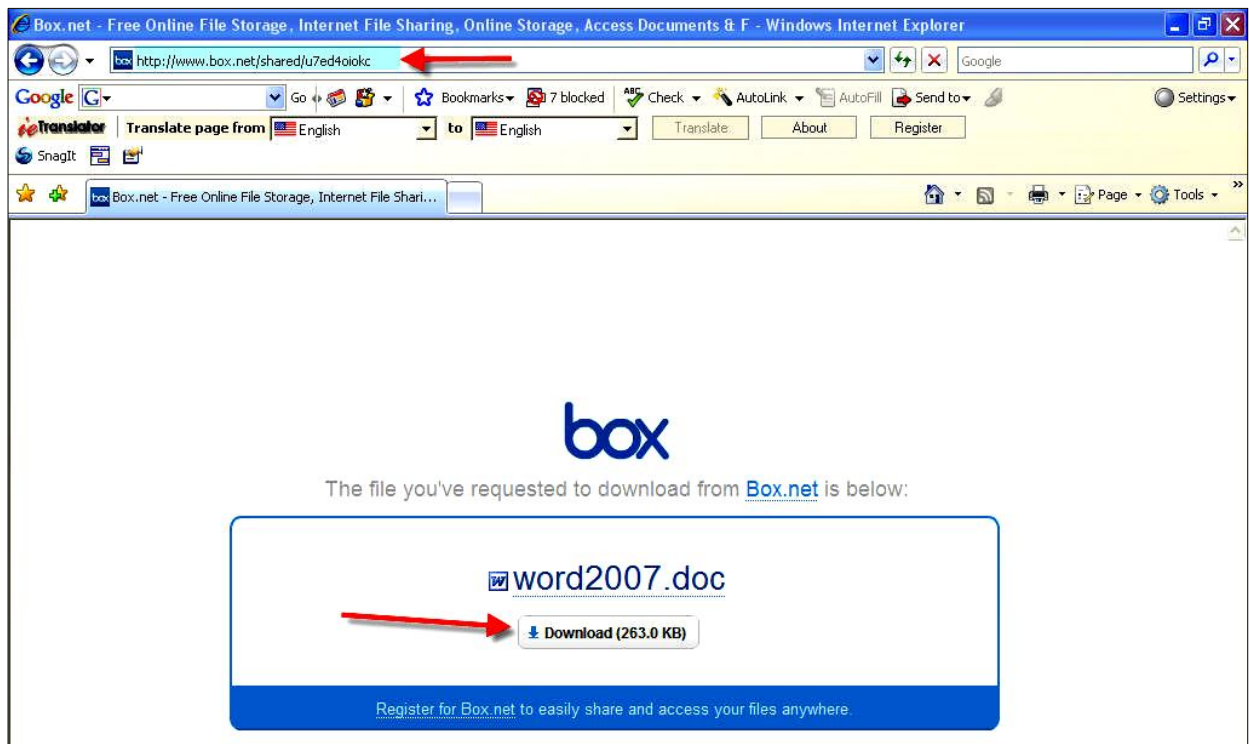 Box.net - Free Online File Storage, Internet File Sharing, Online Storage, Access Documents & F - Windows Internet Explorer
box http://www.box.net/shared/u7ed4oiokc Google
Google G Go Bookmarks 7 blocked ABC Check AutoLink AutoFill Send to Settings
ieTranslator Translate page from English to English Translate About Register
SnagIt
box Box.net - Free Online File Storage, Internet File Shari... Page Tools »
box
The file you've requested to download from Box.net is below:
W word2007.doc
Download (263.0 KB)
Register for Box.net to easily share and access your files anywhere.